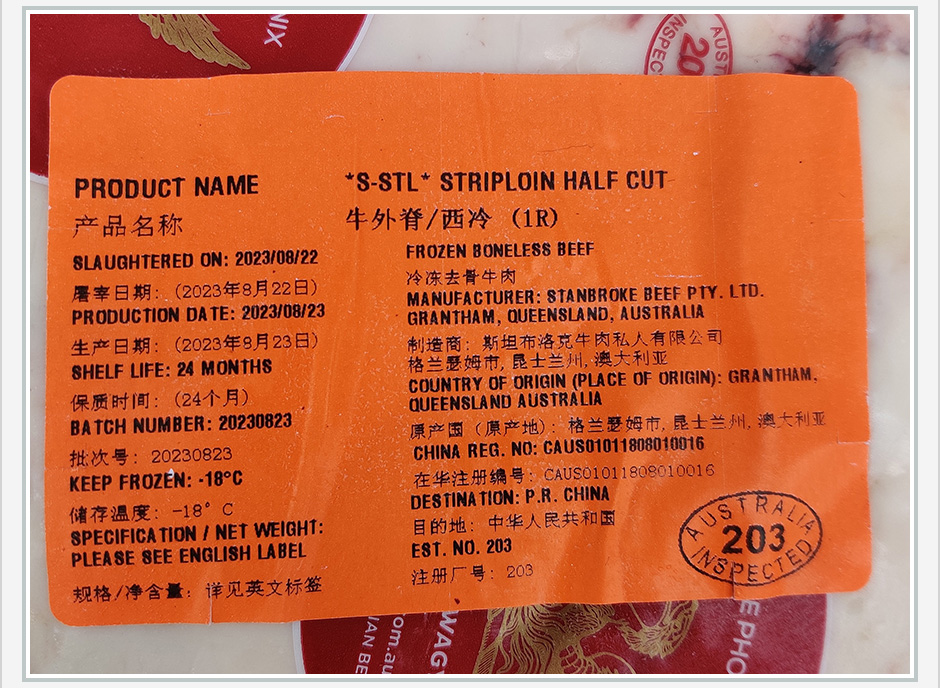 NIX
AUST
INSPEC
20
PRODUCT NAME
产品名称
*S-STL* STRIPLOIN HALF CUT
牛外脊/西冷 (1R)
SLAUGHTERED ON: 2023/08/22
屠宰日期: (2023年8月22日)
PRODUCTION DATE: 2023/08/23
生产日期: (2023年8月23日)
SHELF LIFE: 24 MONTHS
保质时间: (24个月)
BATCH NUMBER: 20230823
批次号: 20230823
KEEP FROZEN: -18°C
储存温度: -18° C
SPECIFICATION / NET WEIGHT:
PLEASE SEE ENGLISH LABEL
规格/净含量: 详见英文标签
FROZEN BONELESS BEEF
冷冻去骨牛肉
MANUFACTURER: STANBROKE BEEF PTY. LTD.
GRANTHAM, QUEENSLAND, AUSTRALIA
制造商: 斯坦布洛克牛肉私人有限公司
格兰瑟姆市, 昆士兰州, 澳大利亚
COUNTRY OF ORIGIN (PLACE OF ORIGIN): GRANTHAM,
QUEENSLAND AUSTRALIA
原产国 (原产地): 格兰瑟姆市, 昆士兰州, 澳大利亚
CHINA REG. NO: CAUS01011808010016
在华注册编号: CAUS01011808010016
DESTINATION: P.R. CHINA
目的地: 中华人民共和国
EST. NO. 203
注册厂号: 203
AUSTRALIA
203
INSPECTED
om.au
IAN BE
WAG
E PHO